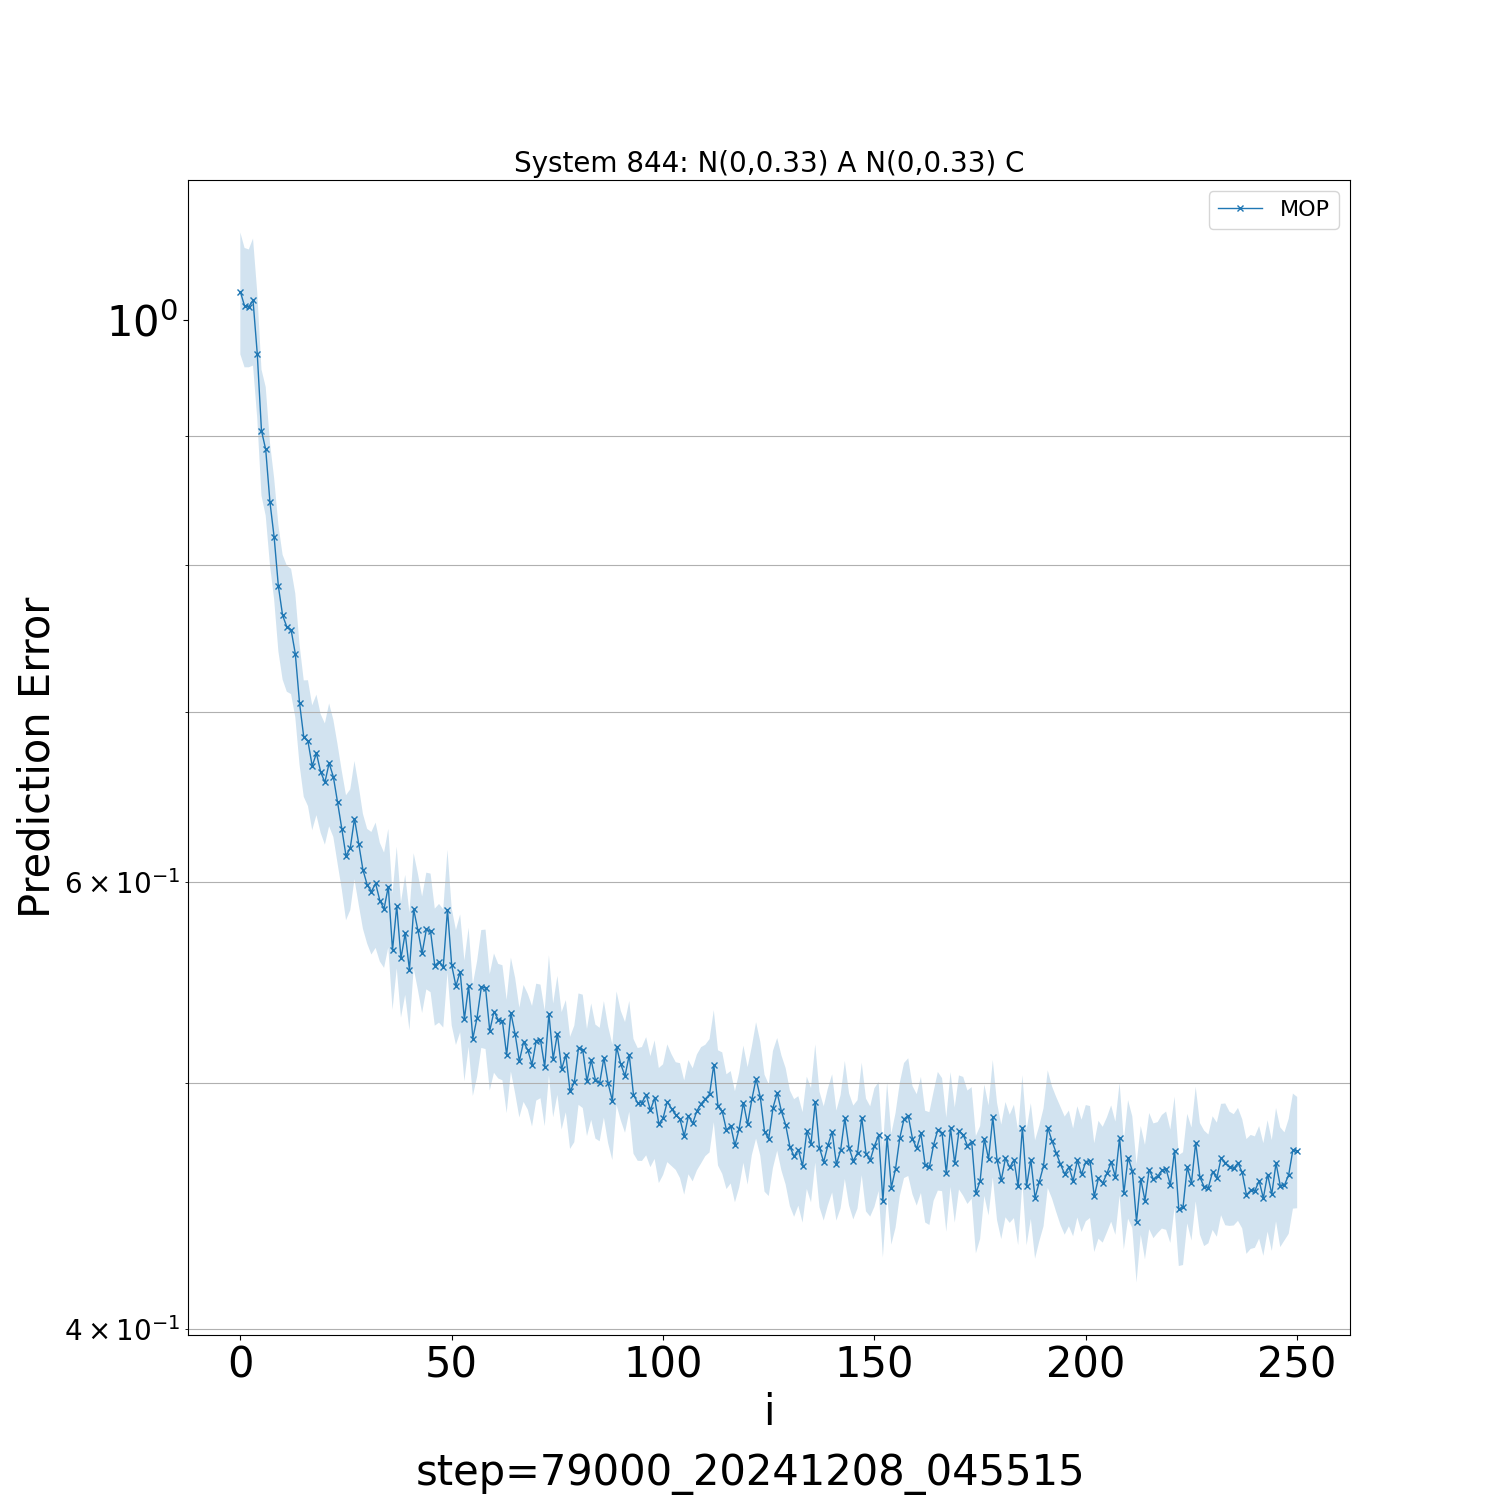 System 844: N(0,0.33) A N(0,0.33) C
MOP
10⁰
6 × 10⁻¹
4 × 10⁻¹
Prediction Error
0 50 100 150 200 250
i
step=79000_20241208_045515